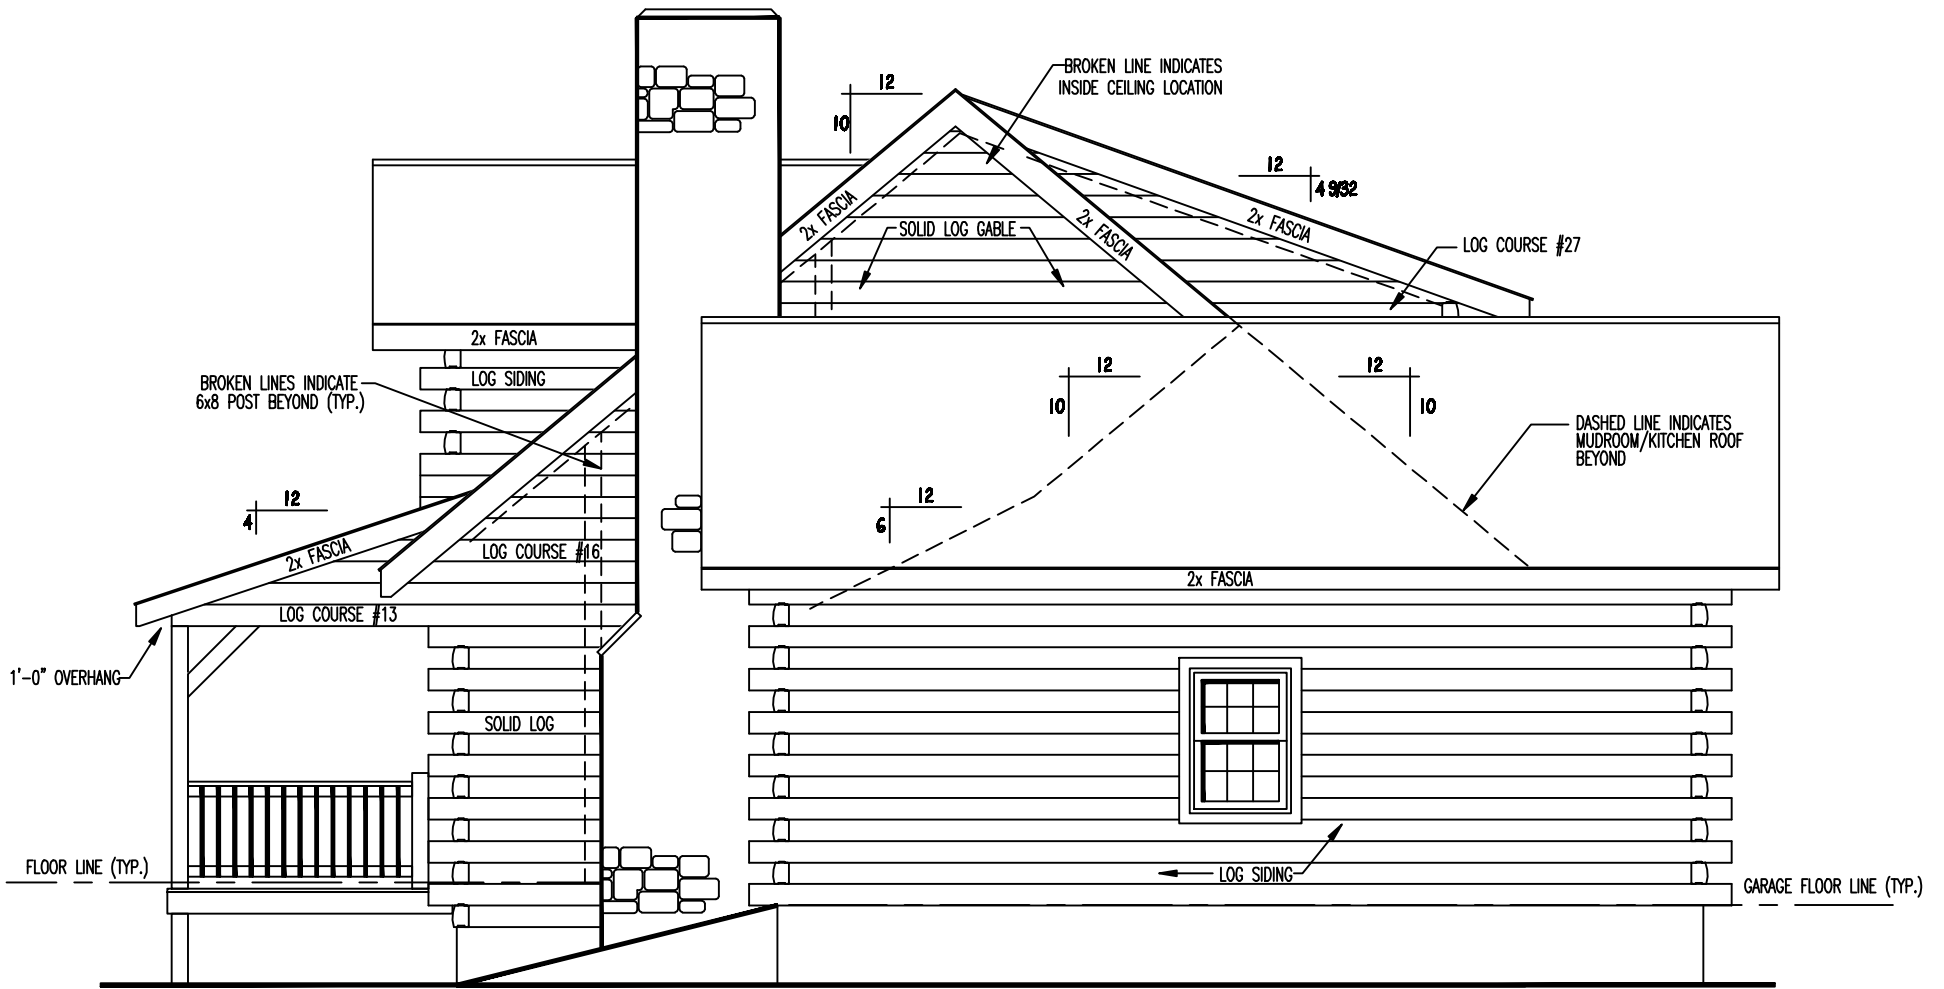 BROKEN LINE INDICATES
INSIDE CEILING LOCATION
12
10
12
4 9/32
2x FASCIA
2x FASCIA
2x FASCIA
SOLID LOG GABLE
LOG COURSE #27
2x FASCIA
LOG SIDING
BROKEN LINES INDICATE
6x8 POST BEYOND (TYP.)
12
10
12
10
DASHED LINE INDICATES
MUDROOM/KITCHEN ROOF
BEYOND
12
4
12
6
2x FASCIA
LOG COURSE #16
2x FASCIA
LOG COURSE #13
1'-0" OVERHANG
SOLID LOG
FLOOR LINE (TYP.)
LOG SIDING
GARAGE FLOOR LINE (TYP.)